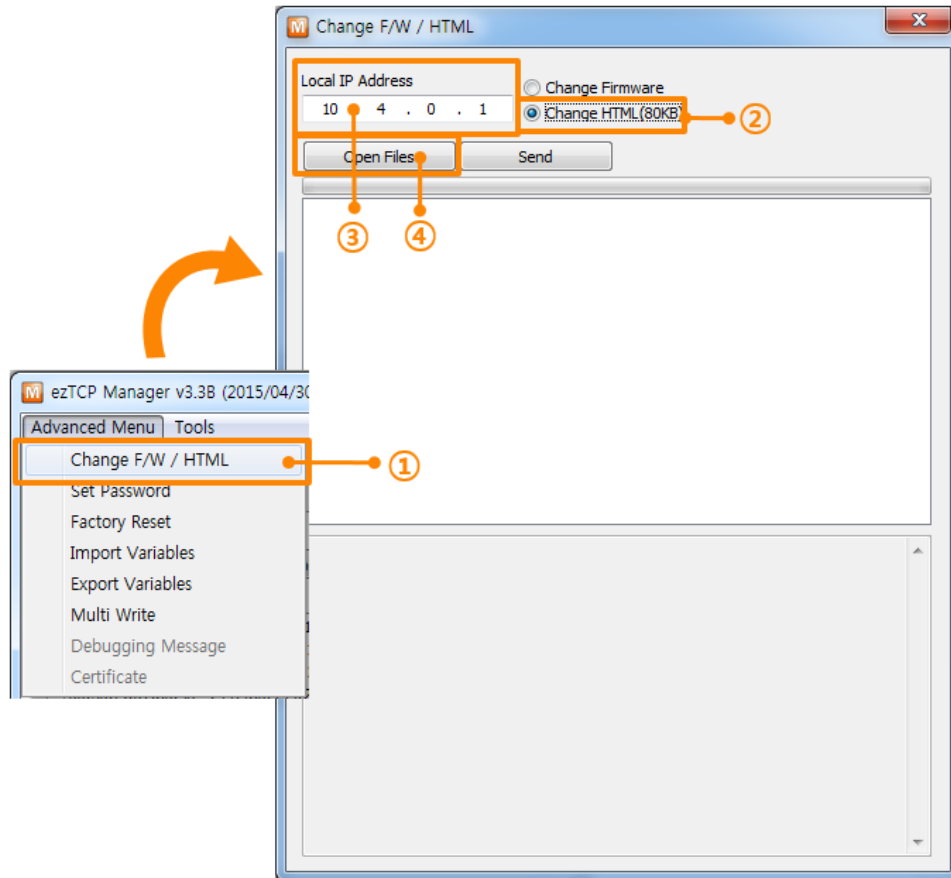 M Change F/W / HTML
x
Local IP Address
10 . 4 . 0 . 1
Change Firmware
Change HTML(80KB)
②
Open Files
Send
③
④
M ezTCP Manager v3.3B (2015/04/30
Advanced Menu Tools
Change F/W / HTML
①
Set Password
Factory Reset
Import Variables
Export Variables
Multi Write
Debugging Message
Certificate